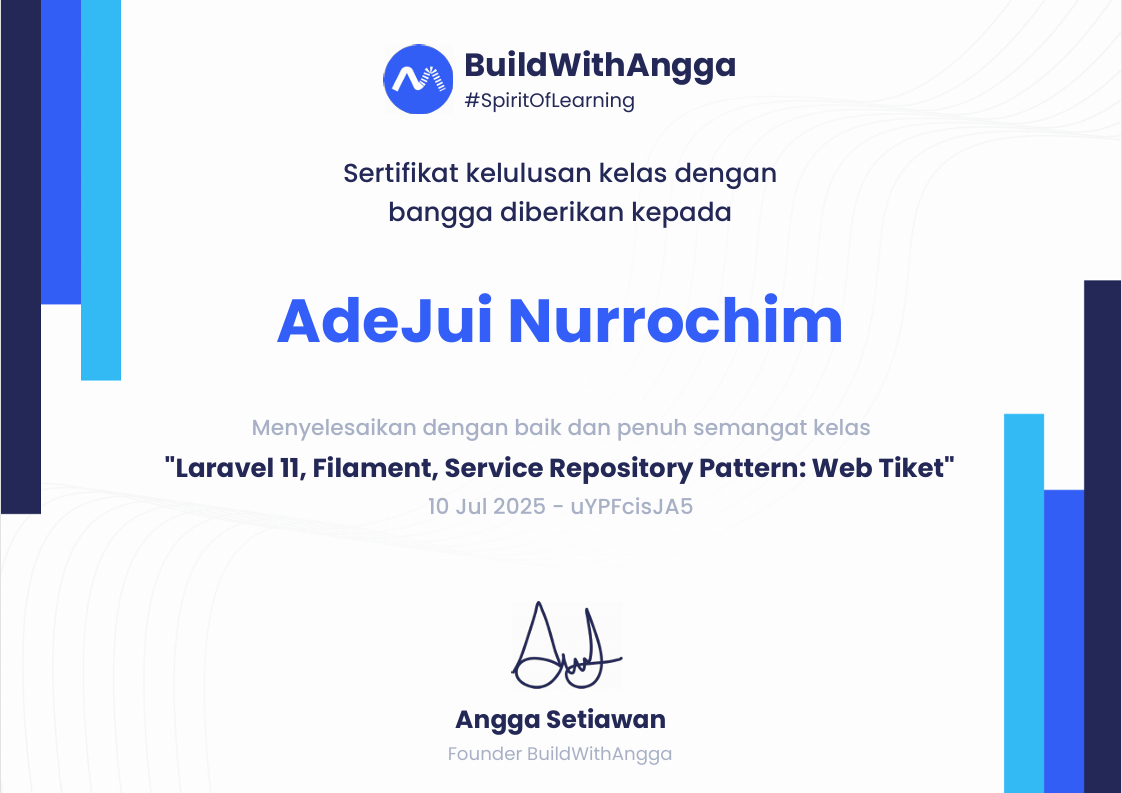 BuildWithAngga
#SpiritOfLearning
Sertifikat kelulusan kelas dengan
bangga diberikan kepada
AdeJui Nurrochim
Menyelesaikan dengan baik dan penuh semangat kelas
"Laravel 11, Filament, Service Repository Pattern: Web Tiket"
10 Jul 2025 - uYPFcisJA5
Angga Setiawan
Founder BuildWithAngga